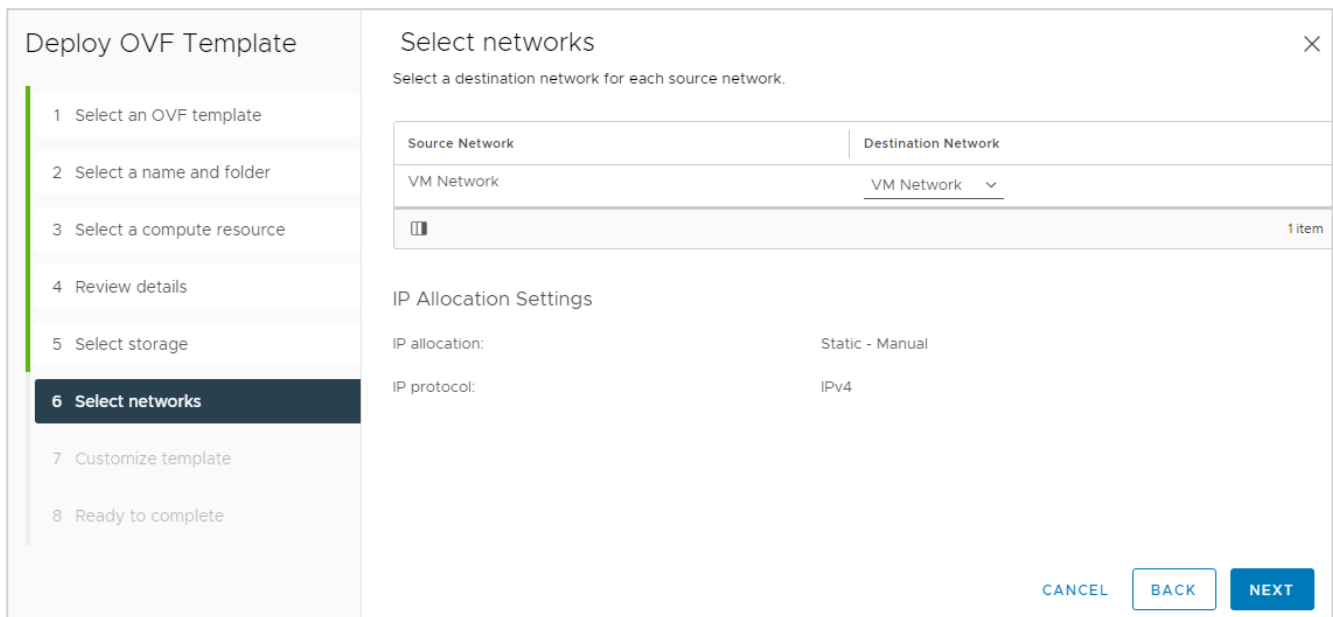 Deploy OVF Template
1 Select an OVF template
2 Select a name and folder
3 Select a compute resource
4 Review details
5 Select storage
6 Select networks
7 Customize template
8 Ready to complete
Select networks
Select a destination network for each source network.
Source Network Destination Network
VM Network VM Network
1 item
IP Allocation Settings
IP allocation: Static - Manual
IP protocol: IPv4
CANCEL BACK NEXT